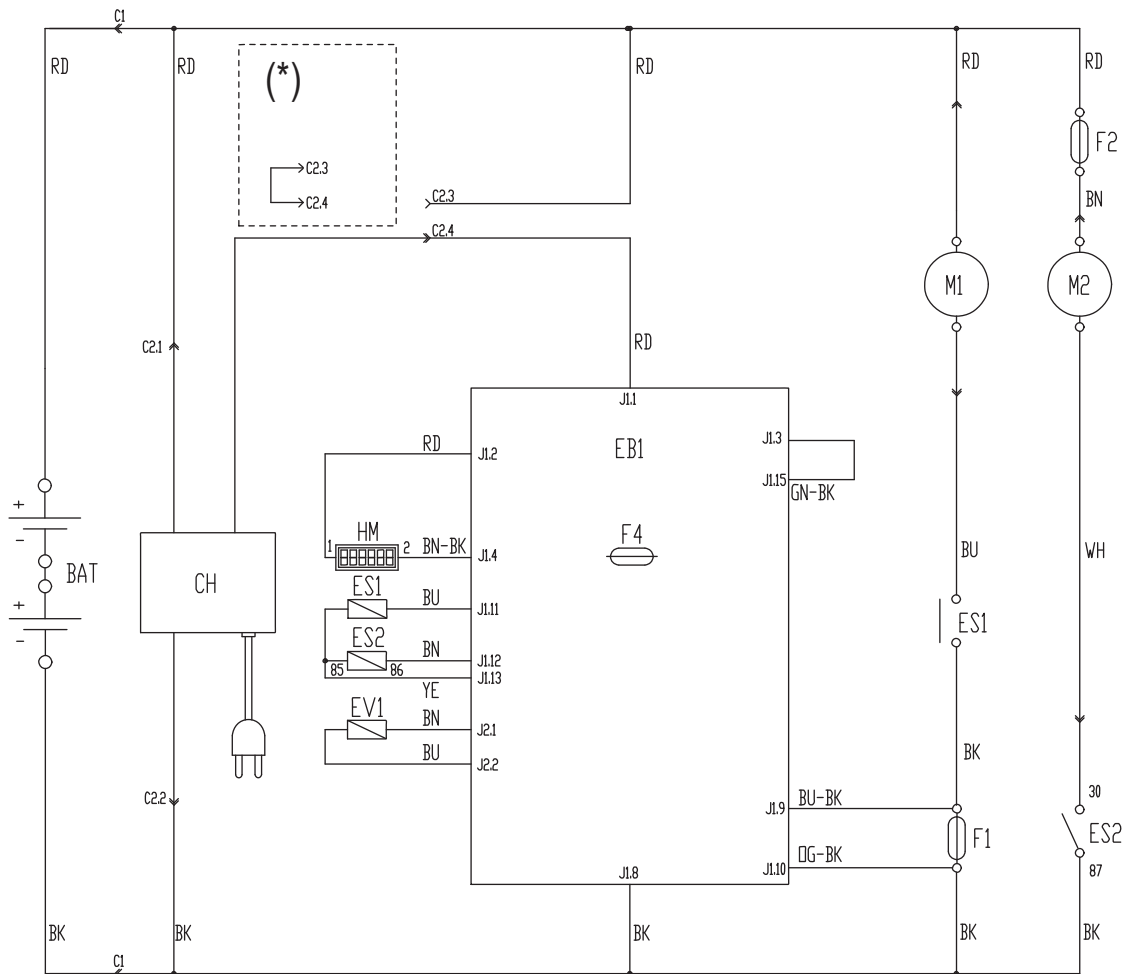 C1
RD RD RD RD RD
(*)
F2
C2.3
C2.4
C2.3
BN
C2.4
M1 M2
C2.1
RD
J1.1
EB1
J1.3
RD J1.2
J1.15
GN-BK
+
-
HM
F4
1 2 BN-BK J1.4
BU WH
BAT
CH
ES1
BU J1.11
+
-
ES1
ES2
BN J1.12
85 86
J1.13
YE
EV1
BN J2.1
BU J2.2
BK
C2.2
BU-BK
J1.9
30
F1
ES2
OG-BK
J1.10
87
J1.8
BK BK BK BK BK
C1